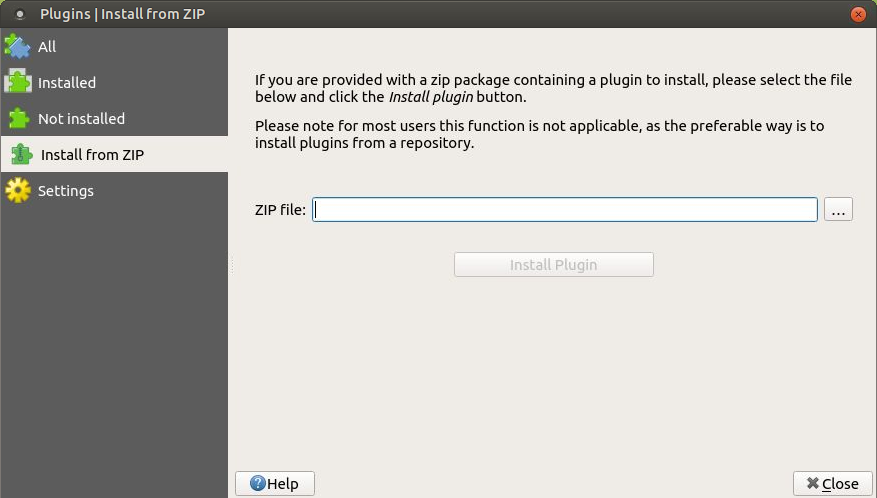 Plugins | Install from ZIP
All
Installed
Not installed
Install from ZIP
Settings
If you are provided with a zip package containing a plugin to install, please select the file
below and click the Install plugin button.
Please note for most users this function is not applicable, as the preferable way is to
install plugins from a repository.
ZIP file:
...
Install Plugin
Help
Close